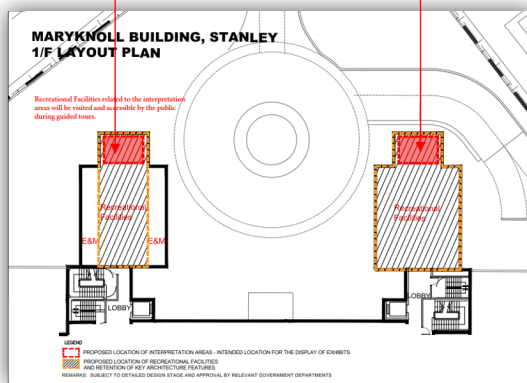 MARYKNOLL BUILDING, STANLEY
1/F LAYOUT PLAN
Recreational Facilities related to the interpretation
areas will be visited and accessible by the public
during guided tours.
Recreational
Facilities
Recreational
Facilities
E&M
E&M
LOBBY
LOBBY
LEGEND
PROPOSED LOCATION OF INTERPRETATION AREAS - INTENDED LOCATION FOR THE DISPLAY OF EXHIBITS
PROPOSED LOCATION OF RECREATIONAL FACILITIES
AND RETENTION OF KEY ARCHITECTURE FEATURES
REMARKS: SUBJECT TO DETAILED DESIGN STAGE AND APPROVAL BY RELEVANT GOVERNMENT DEPARTMENTS